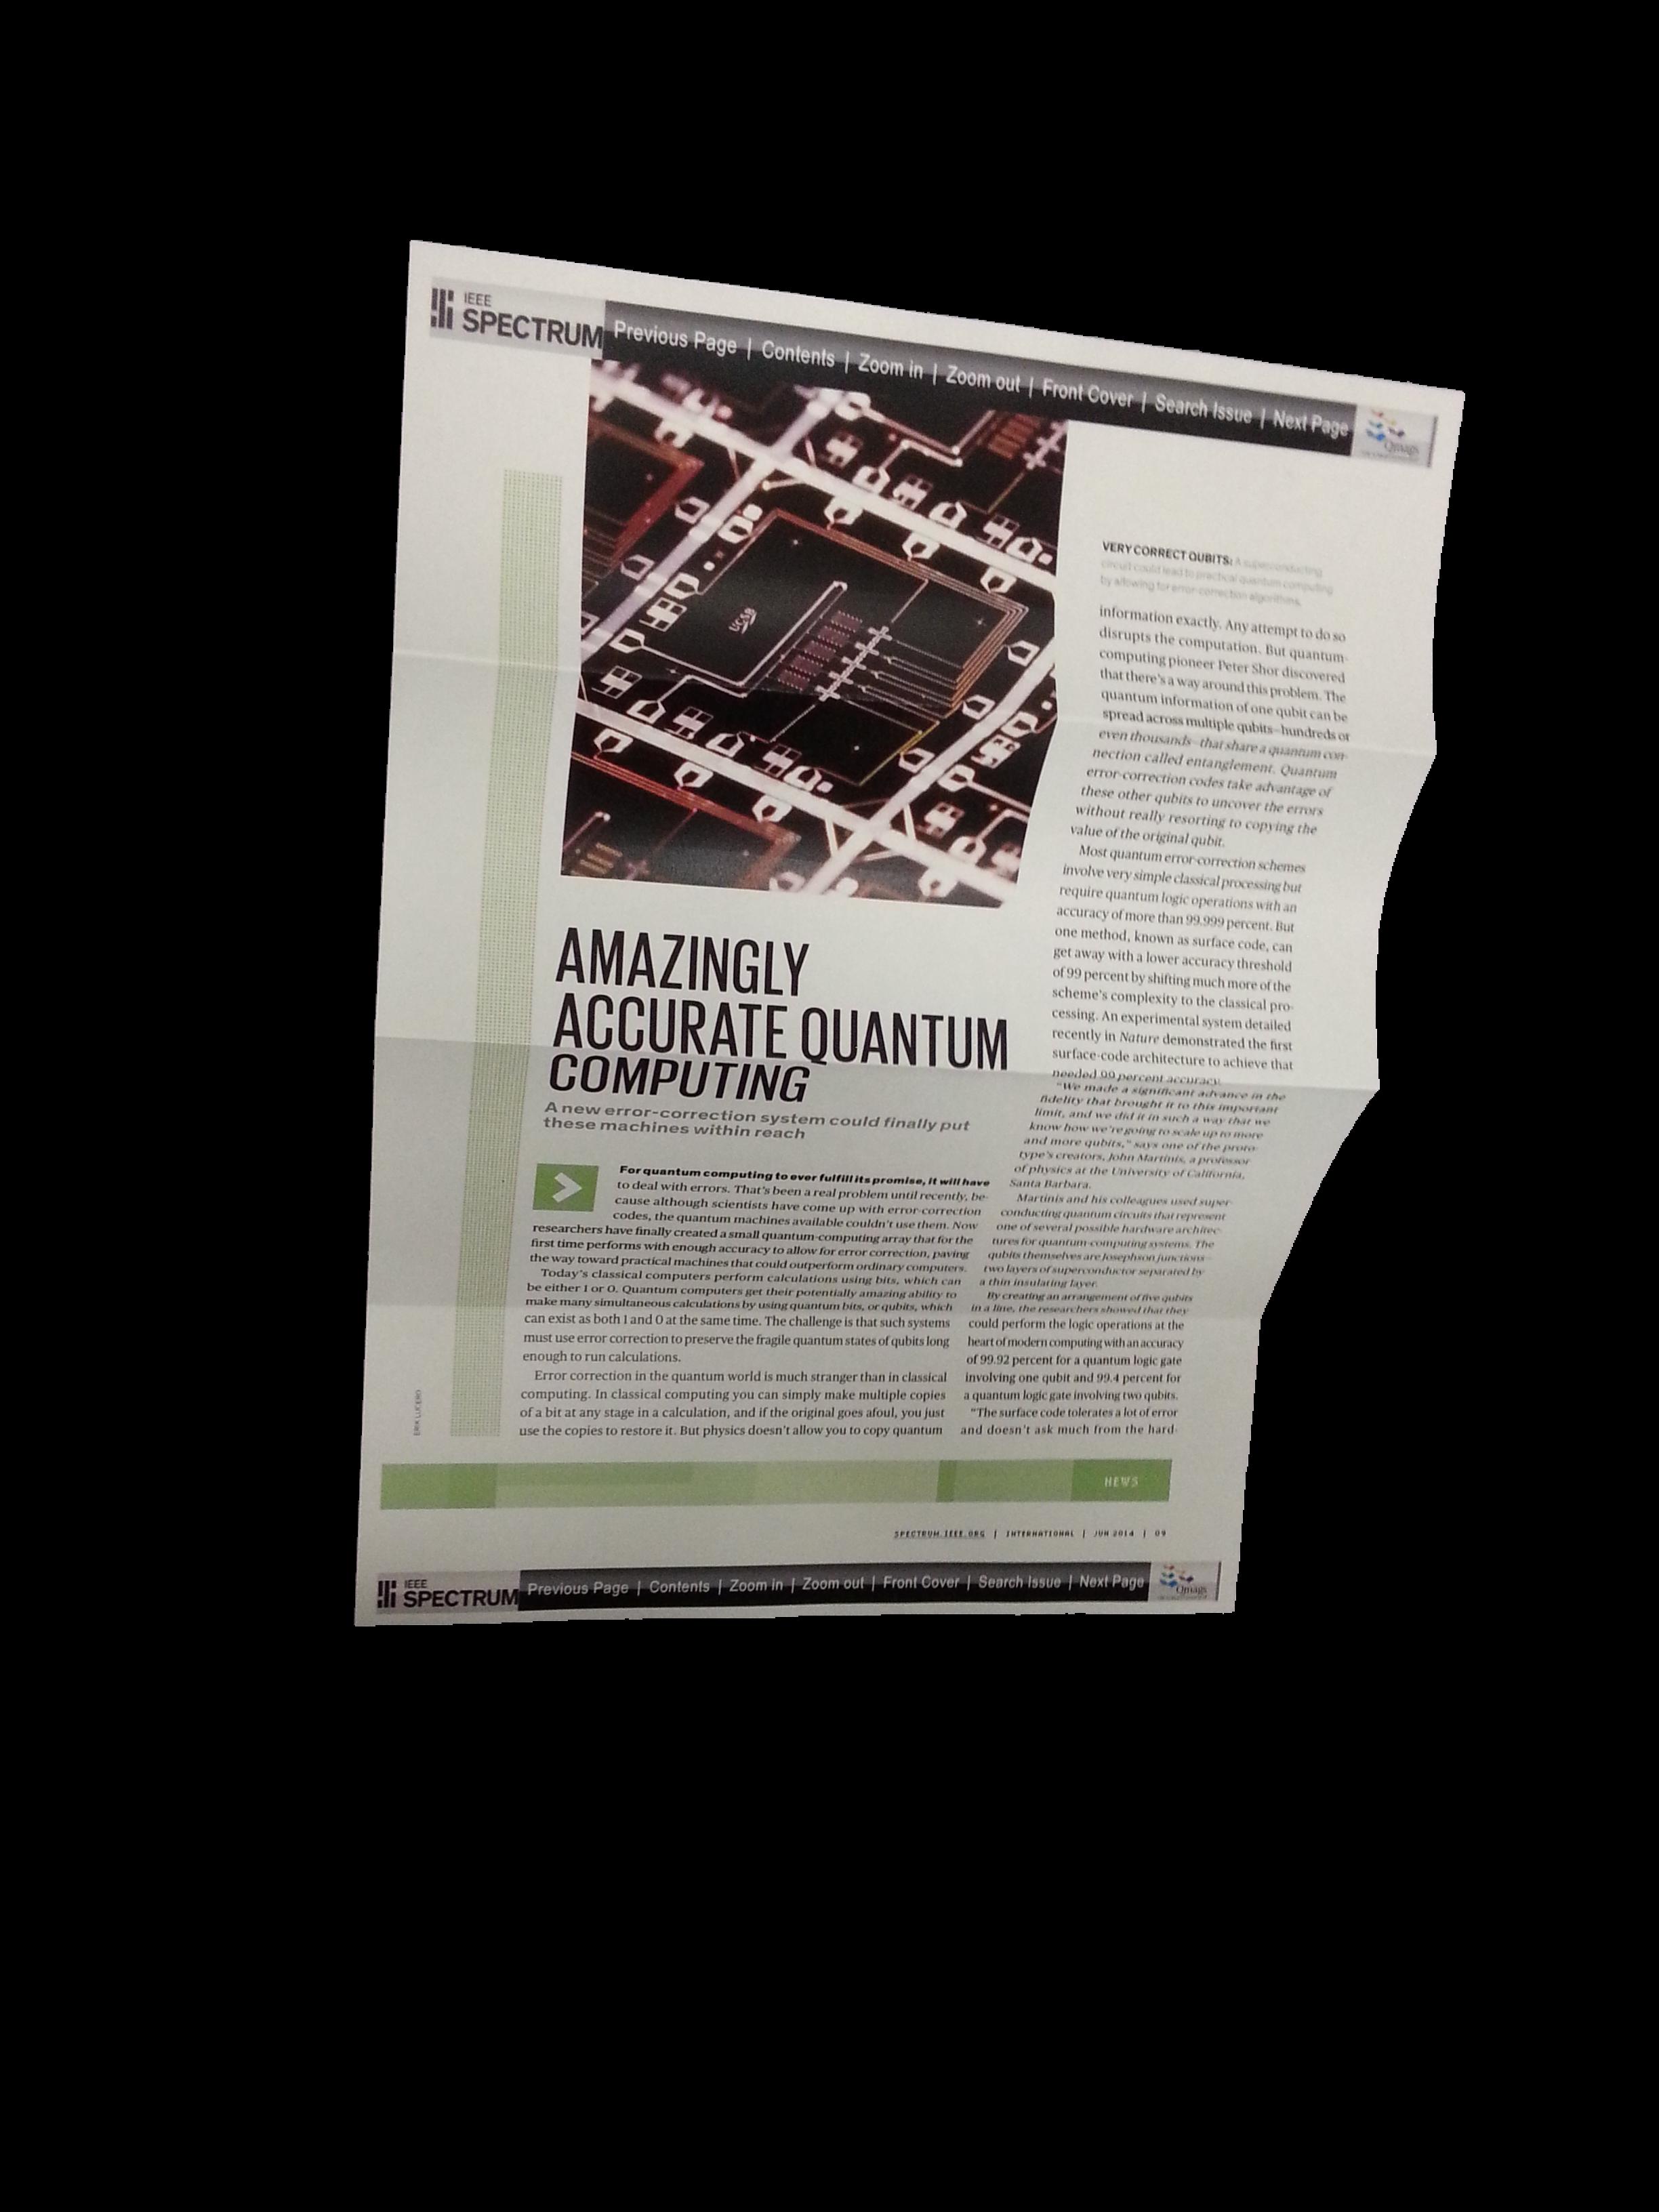 IEEE
SPECTRUM
Previous Page | Contents | Zoom in | Zoom out | Front Cover | Search Issue | Next Page
Qmags
UCSB
AMAZINGLY
ACCURATE QUANTUM
COMPUTING
A new error-correction system could finally put
these machines within reach
For quantum computing to ever fulfill its promise, it will have
to deal with errors. That's been a real problem until recently, be-
cause although scientists have come up with error-correction
codes, the quantum machines available couldn't use them. Now
researchers have finally created a small quantum-computing array that for the
first time performs with enough accuracy to allow for error correction, paving
the way toward practical machines that could outperform ordinary computers.
Today's classical computers perform calculations using bits, which can
be either 1 or 0. Quantum computers get their potentially amazing ability to
make many simultaneous calculations by using quantum bits, or qubits, which
can exist as both 1 and 0 at the same time. The challenge is that such systems
must use error correction to preserve the fragile quantum states of qubits long
enough to run calculations.
Error correction in the quantum world is much stranger than in classical
computing. In classical computing you can simply make multiple copies
of a bit at any stage in a calculation, and if the original goes afoul, you just
use the copies to restore it. But physics doesn't allow you to copy quantum
VERY CORRECT QUBITS: A superconducting
circuit could lead to practical quantum computing
by allowing for error-correction algorithms.
information exactly. Any attempt to do so
disrupts the computation. But quantum-
computing pioneer Peter Shor discovered
that there's a way around this problem. The
quantum information of one qubit can be
spread across multiple qubits—hundreds or
even thousands—that share a quantum con-
nection called entanglement. Quantum
error-correction codes take advantage of
these other qubits to uncover the errors
without really resorting to copying the
value of the original qubit.
Most quantum error-correction schemes
involve very simple classical processing but
require quantum logic operations with an
accuracy of more than 99.999 percent. But
one method, known as surface code, can
get away with a lower accuracy threshold
of 99 percent by shifting much more of the
scheme's complexity to the classical pro-
cessing. An experimental system detailed
recently in Nature demonstrated the first
surface-code architecture to achieve that
needed 99 percent accuracy.
"We made a significant advance in the
fidelity that brought it to this important
limit, and we did it in such a way that we
know how we're going to scale up to more
and more qubits," says one of the proto-
type's creators, John Martinis, a professor
of physics at the University of California,
Santa Barbara.
Martinis and his colleagues used super-
conducting quantum circuits that represent
one of several possible hardware architec-
tures for quantum-computing systems. The
qubits themselves are Josephson junctions—
two layers of superconductor separated by
a thin insulating layer.
By creating an arrangement of five qubits
in a line, the researchers showed that they
could perform the logic operations at the
heart of modern computing with an accuracy
of 99.92 percent for a quantum logic gate
involving one qubit and 99.4 percent for
a quantum logic gate involving two qubits.
"The surface code tolerates a lot of error
and doesn't ask much from the hard-
ERIK LUCERO
NEWS
SPECTRUM.IEEE.ORG | INTERNATIONAL | JUN 2014 | 09
IEEE
SPECTRUM
Previous Page | Contents | Zoom in | Zoom out | Front Cover | Search Issue | Next Page
Qmags